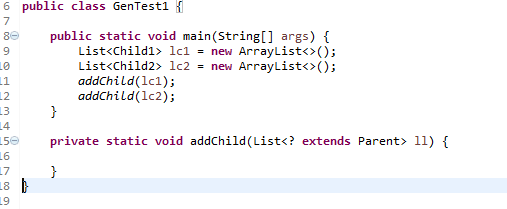 6 public class GenTest1 {
7
8 public static void main(String[] args) {
9 List<Child1> lc1 = new ArrayList<>();
10 List<Child2> lc2 = new ArrayList<>();
11 addChild(lc1);
12 addChild(lc2);
13 }
14
15 private static void addChild(List<? extends Parent> ll) {
16
17 }
18 }
19